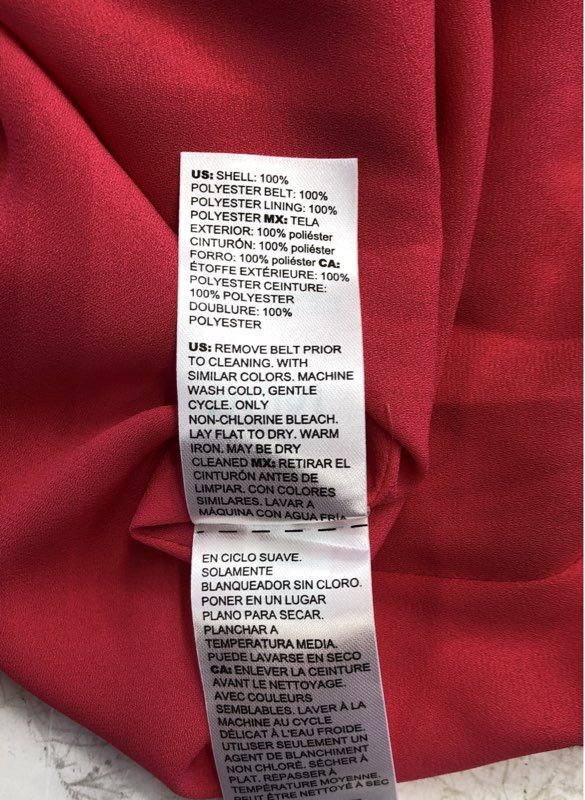 US: SHELL: 100%
POLYESTER BELT: 100%
POLYESTER LINING: 100%
POLYESTER MX: TELA
EXTERIOR: 100% poliéster
CINTURÓN: 100% poliéster
FORRO: 100% poliéster CA:
ÉTOFFE EXTÉRIEURE: 100%
POLYESTER CEINTURE:
100% POLYESTER
DOUBLURE: 100%
POLYESTER
US: REMOVE BELT PRIOR
TO CLEANING. WITH
SIMILAR COLORS. MACHINE
WASH COLD, GENTLE
CYCLE. ONLY
NON-CHLORINE BLEACH.
LAY FLAT TO DRY. WARM
IRON. MAY BE DRY
CLEANED MX: RETIRAR EL
CINTURÓN ANTES DE
LIMPIAR. CON COLORES
SIMILARES. LAVAR A
MÁQUINA CON AGUA FRÍA
EN CICLO SUAVE.
SOLAMENTE
BLANQUEADOR SIN CLORO.
PONER EN UN LUGAR
PLANO PARA SECAR.
PLANCHAR A
TEMPERATURA MEDIA.
PUEDE LAVARSE EN SECO
CA: ENLEVER LA CEINTURE
AVANT LE NETTOYAGE.
AVEC COULEURS
SEMBLABLES. LAVER À LA
MACHINE AU CYCLE
DÉLICAT À L'EAU FROIDE.
UTILISER SEULEMENT UN
AGENT DE BLANCHIMENT
NON CHLORÉ. SÉCHER À
PLAT. REPASSER À
TEMPÉRATURE MOYENNE.
PEUT ÊTRE NETTOYÉ À SEC